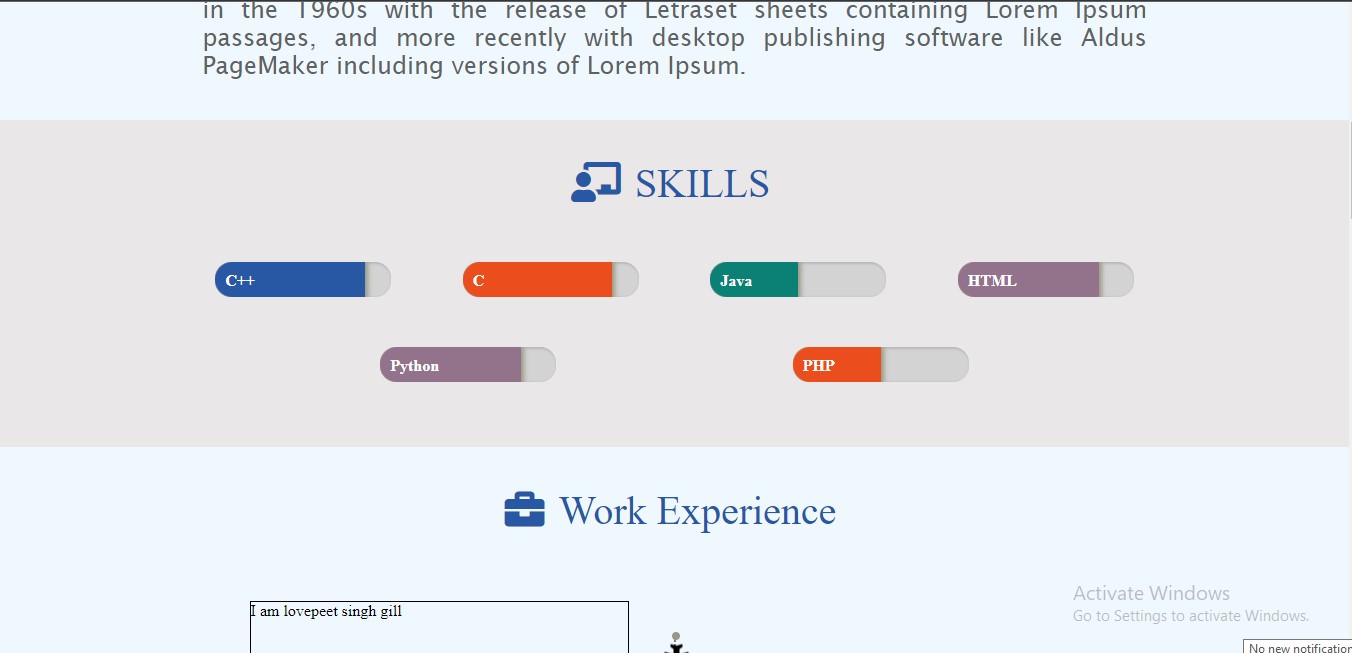 in the 1960s with the release of Letraset sheets containing Lorem Ipsum
passages, and more recently with desktop publishing software like Aldus
PageMaker including versions of Lorem Ipsum.
SKILLS
C++
C
Java
HTML
Python
PHP
Work Experience
I am lovepeet singh gill
Activate Windows
Go to Settings to activate Windows.
No new notification